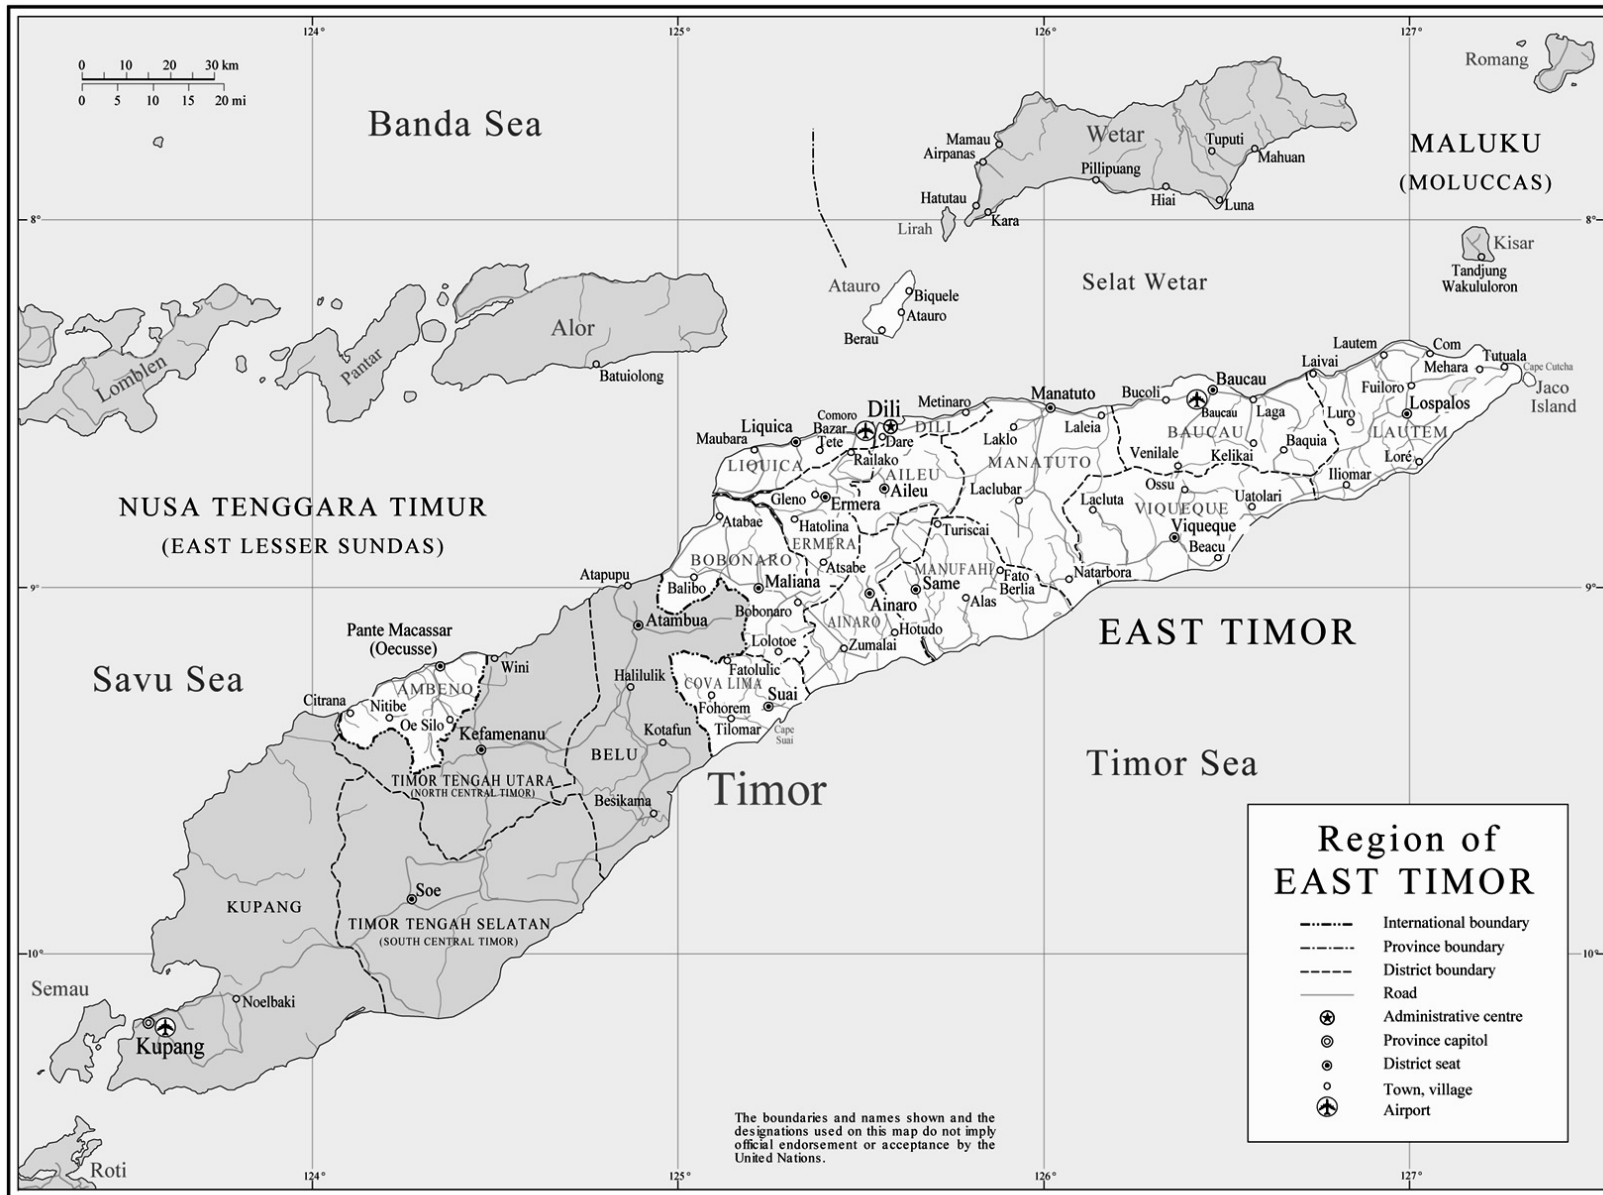 124°
125°
126°
127°
0 10 20 30 km
0 5 10 15 20 mi
Banda Sea
Romang
Wetar
Mamau
Airpanas
Tuputi
Mahuan
Pillipuang
MALUKU
(MOLUCCAS)
Hatutau
Hiai
Luna
Kara
8°
8°
Lirah
Kisar
Tandjung
Wakululoron
Selat Wetar
Atauro
Biquele
Atauro
Berau
Alor
Lomblen
Pantar
Batuiolong
Lautem
Com
Laivai
Mehara
Tutuala
Cape Cutcha
Jaco
Island
Fuiloro
Lospalos
Luro
LAUTEM
Loré
Iliomar
Baucau
Bucoli
Baucau
Laga
BAUCAU
Baquia
Venilale
Kelikai
Manatuto
Laleia
Laklo
MANATUTO
Laclubar
Metinaro
Dili
DILI
Comoro
Bazar
Tete
Dare
Liquica
Maubara
LIQUICA
Railako
AILEU
Aileu
Gleno
Ermera
Hatolina
ERMERA
Atsabe
Ossu
Uatolari
Lacluta
VIQUEQUE
Viqueque
Beacu
Turiscai
MANUFAHI
Same
Fato
Berlia
Natarbora
Alas
NUSA TENGGARA TIMUR
(EAST LESSER SUNDAS)
Atabae
BOBONARO
Balibo
Maliana
Bobonaro
Lolotoe
Ainaro
AINARO
Hotudo
Zumalai
Atapupu
9°
Atambua
EAST TIMOR
Pante Macassar
(Oecusse)
Wini
Savu Sea
AMBENO
Citrana
Nitibe
Oe Silo
Halilulik
Fatolulic
COVA LIMA
Suai
Fohorem
Tilomar
Cape
Suai
Kefamenanu
Kotafun
BELU
Timor Sea
Timor
TIMOR TENGAH UTARA
(NORTH CENTRAL TIMOR)
Besikama
Soe
KUPANG
TIMOR TENGAH SELATAN
(SOUTH CENTRAL TIMOR)
10°
10°
Semau
Noelbaki
Kupang
Roti
Region of
EAST TIMOR
International boundary
Province boundary
District boundary
Road
Administrative centre
Province capitol
District seat
Town, village
Airport
The boundaries and names shown and the
designations used on this map do not imply
official endorsement or acceptance by the
United Nations.
124°
125°
126°
127°